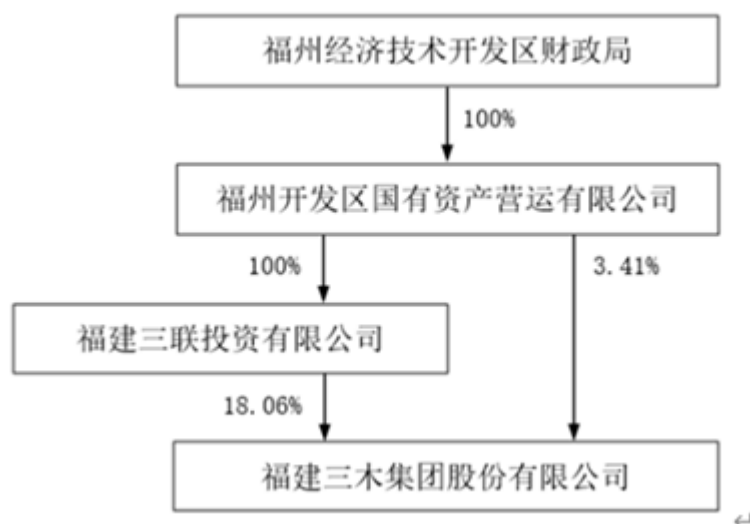 福州经济技术开发区财政局
100%
福州开发区国有资产营运有限公司
100%
3.41%
福建三联投资有限公司
18.06%
福建三木集团股份有限公司